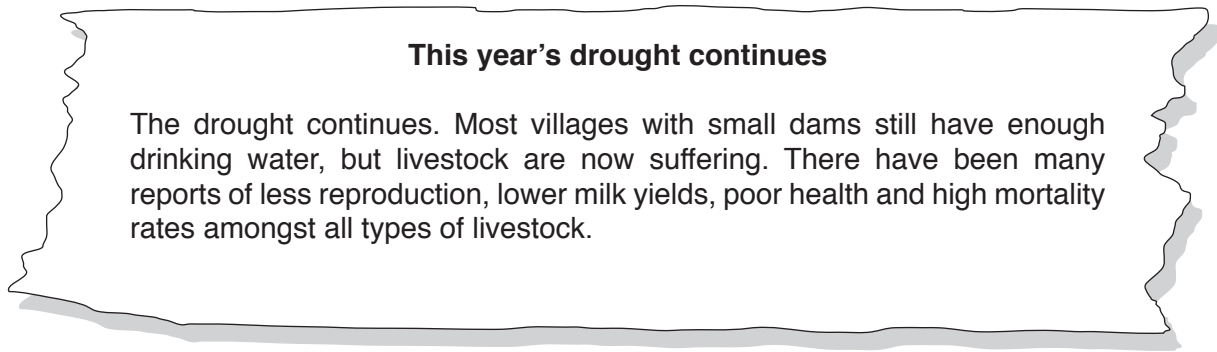 This year’s drought continues
The drought continues. Most villages with small dams still have enough
drinking water, but livestock are now suffering. There have been many
reports of less reproduction, lower milk yields, poor health and high mortality
rates amongst all types of livestock.